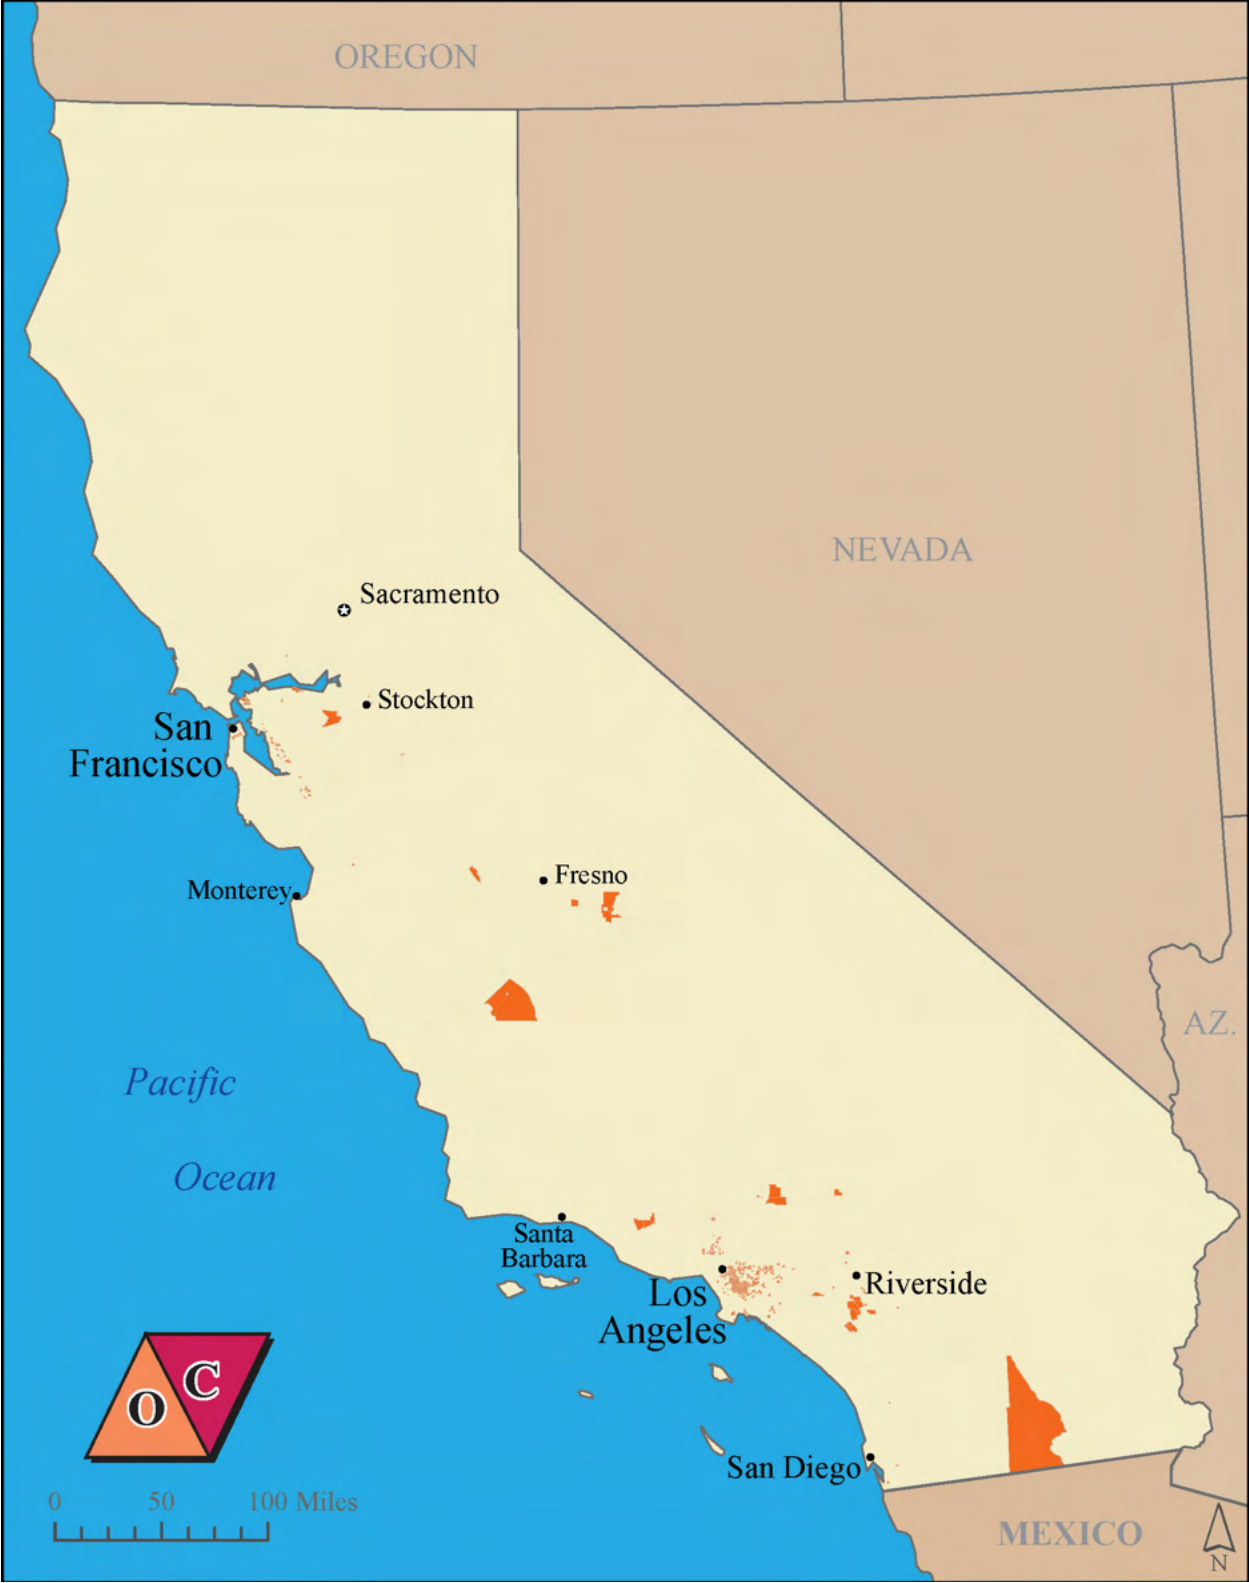 OREGON
NEVADA
Sacramento
Stockton
San
Francisco
Fresno
Monterey
AZ.
Pacific
Ocean
Santa
Barbara
Los
Angeles
Riverside
C
O
San Diego
0 50 100 Miles
MEXICO
N